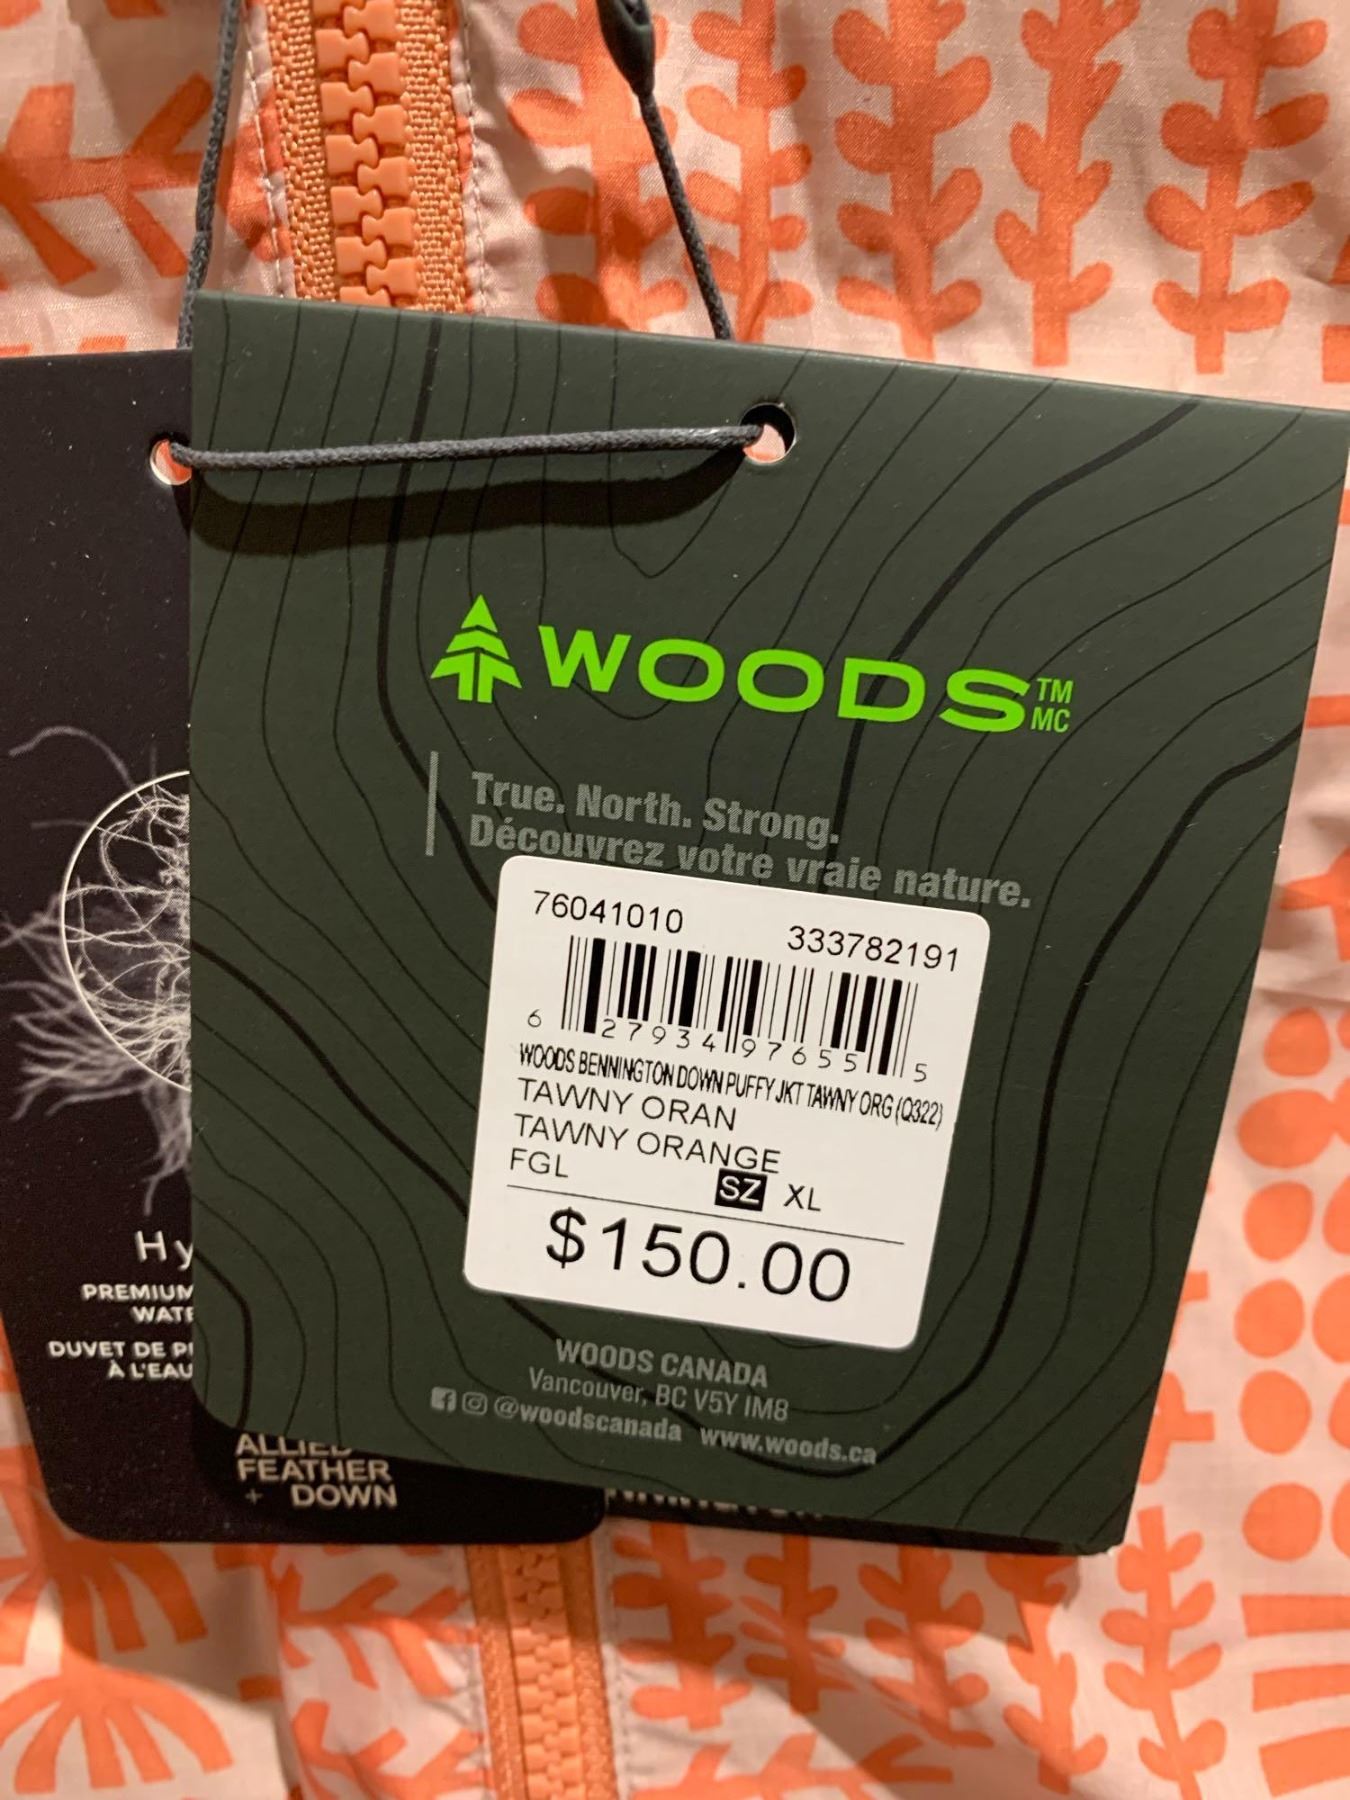 WOODS TM
MC
True. North. Strong.
Découvrez votre vraie nature.
76041010 333782191
6 27934 97655 5
WOODS BENNINGTON DOWN PUFFY JKT TAWNY ORG (Q322)
TAWNY ORAN
TAWNY ORANGE
FGL
SZ XL
$150.00
WOODS CANADA
Vancouver, BC V5Y 1M8
@woodscanada www.woods.ca
Hy
PREMIUM
WATE
DUVET DE
À L'EAU
ALLIED
FEATHER
+ DOWN